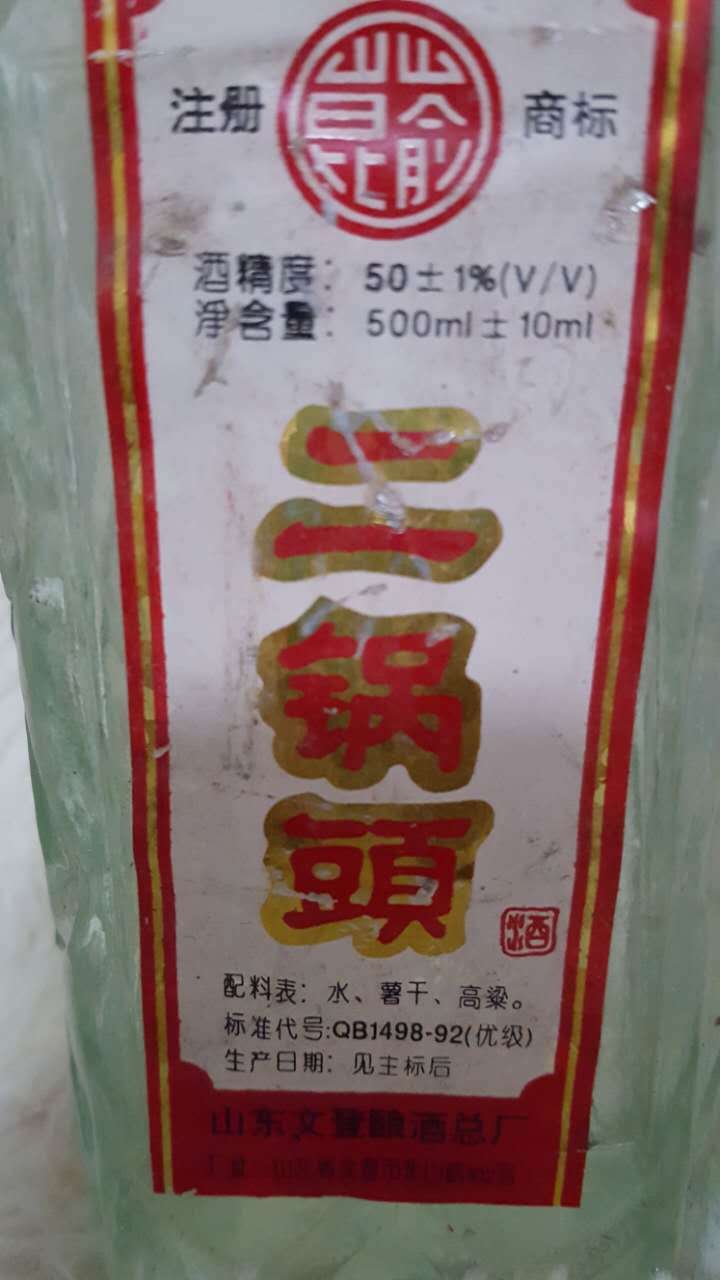 注册 崑嵛 商标
酒精度：50±1%(V/V)
净含量：500ml±10ml
二锅頭
酒
配料表：水、薯干、高粱。
标准代号:QB1498-92(优级)
生产日期：见主标后
山东文登酿酒总厂